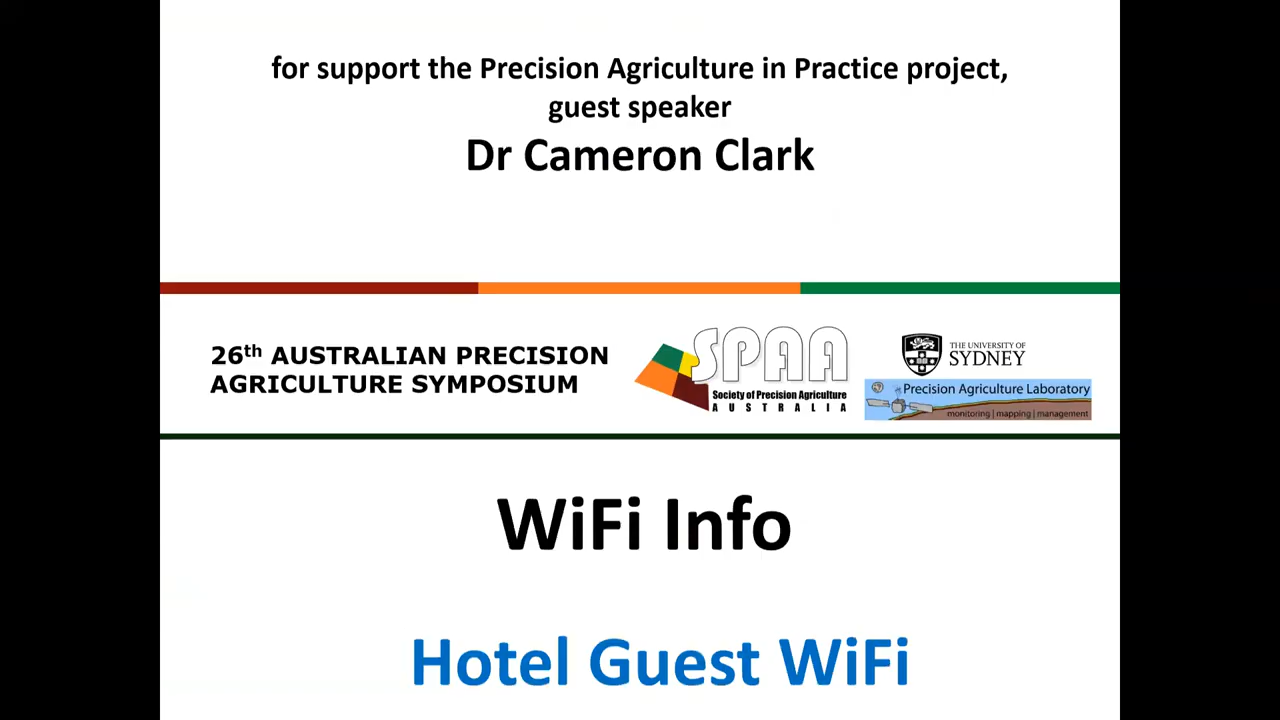 for support the Precision Agriculture in Practice project,
guest speaker
Dr Cameron Clark
26th AUSTRALIAN PRECISION
AGRICULTURE SYMPOSIUM
SPAA
Society of Precision Agriculture
AUSTRALIA
THE UNIVERSITY OF
SYDNEY
Precision Agriculture Laboratory
monitoring | mapping | management
WiFi Info
Hotel Guest WiFi